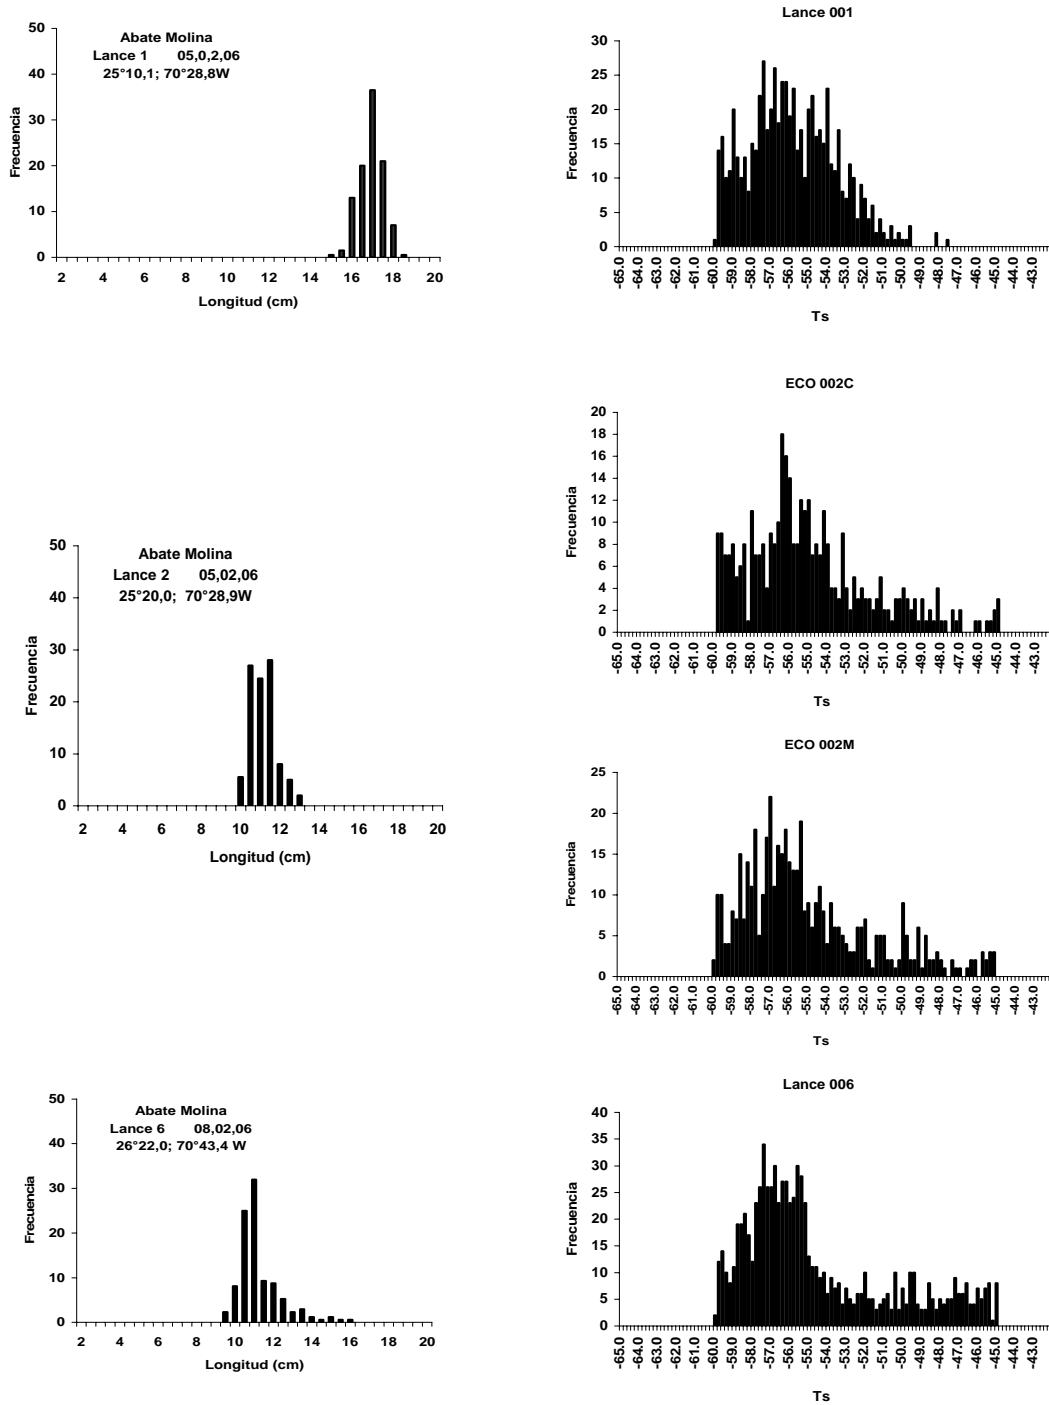 Abate Molina
Lance 1 05,0,2,06
25°10,1; 70°28,8W
Frecuencia
50
40
30
20
10
0
2 4 6 8 10 12 14 16 18 20
Longitud (cm)
Lance 001
Frecuencia
30
25
20
15
10
5
0
-65.0 -64.0 -63.0 -62.0 -61.0 -60.0 -59.0 -58.0 -57.0 -56.0 -55.0 -54.0 -53.0 -52.0 -51.0 -50.0 -49.0 -48.0 -47.0 -46.0 -45.0 -44.0 -43.0
Ts
ECO 002C
Frecuencia
20
18
16
14
12
10
8
6
4
2
0
-65.0 -64.0 -63.0 -62.0 -61.0 -60.0 -59.0 -58.0 -57.0 -56.0 -55.0 -54.0 -53.0 -52.0 -51.0 -50.0 -49.0 -48.0 -47.0 -46.0 -45.0 -44.0 -43.0
Ts
Abate Molina
Lance 2 05,02,06
25°20,0; 70°28,9W
Frecuencia
50
40
30
20
10
0
2 4 6 8 10 12 14 16 18 20
Longitud (cm)
ECO 002M
Frecuencia
25
20
15
10
5
0
-65.0 -64.0 -63.0 -62.0 -61.0 -60.0 -59.0 -58.0 -57.0 -56.0 -55.0 -54.0 -53.0 -52.0 -51.0 -50.0 -49.0 -48.0 -47.0 -46.0 -45.0 -44.0 -43.0
Ts
Abate Molina
Lance 6 08,02,06
26°22,0; 70°43,4 W
Frecuencia
50
40
30
20
10
0
2 4 6 8 10 12 14 16 18 20
Longitud (cm)
Lance 006
Frecuencia
40
35
30
25
20
15
10
5
0
-65.0 -64.0 -63.0 -62.0 -61.0 -60.0 -59.0 -58.0 -57.0 -56.0 -55.0 -54.0 -53.0 -52.0 -51.0 -50.0 -49.0 -48.0 -47.0 -46.0 -45.0 -44.0 -43.0
Ts